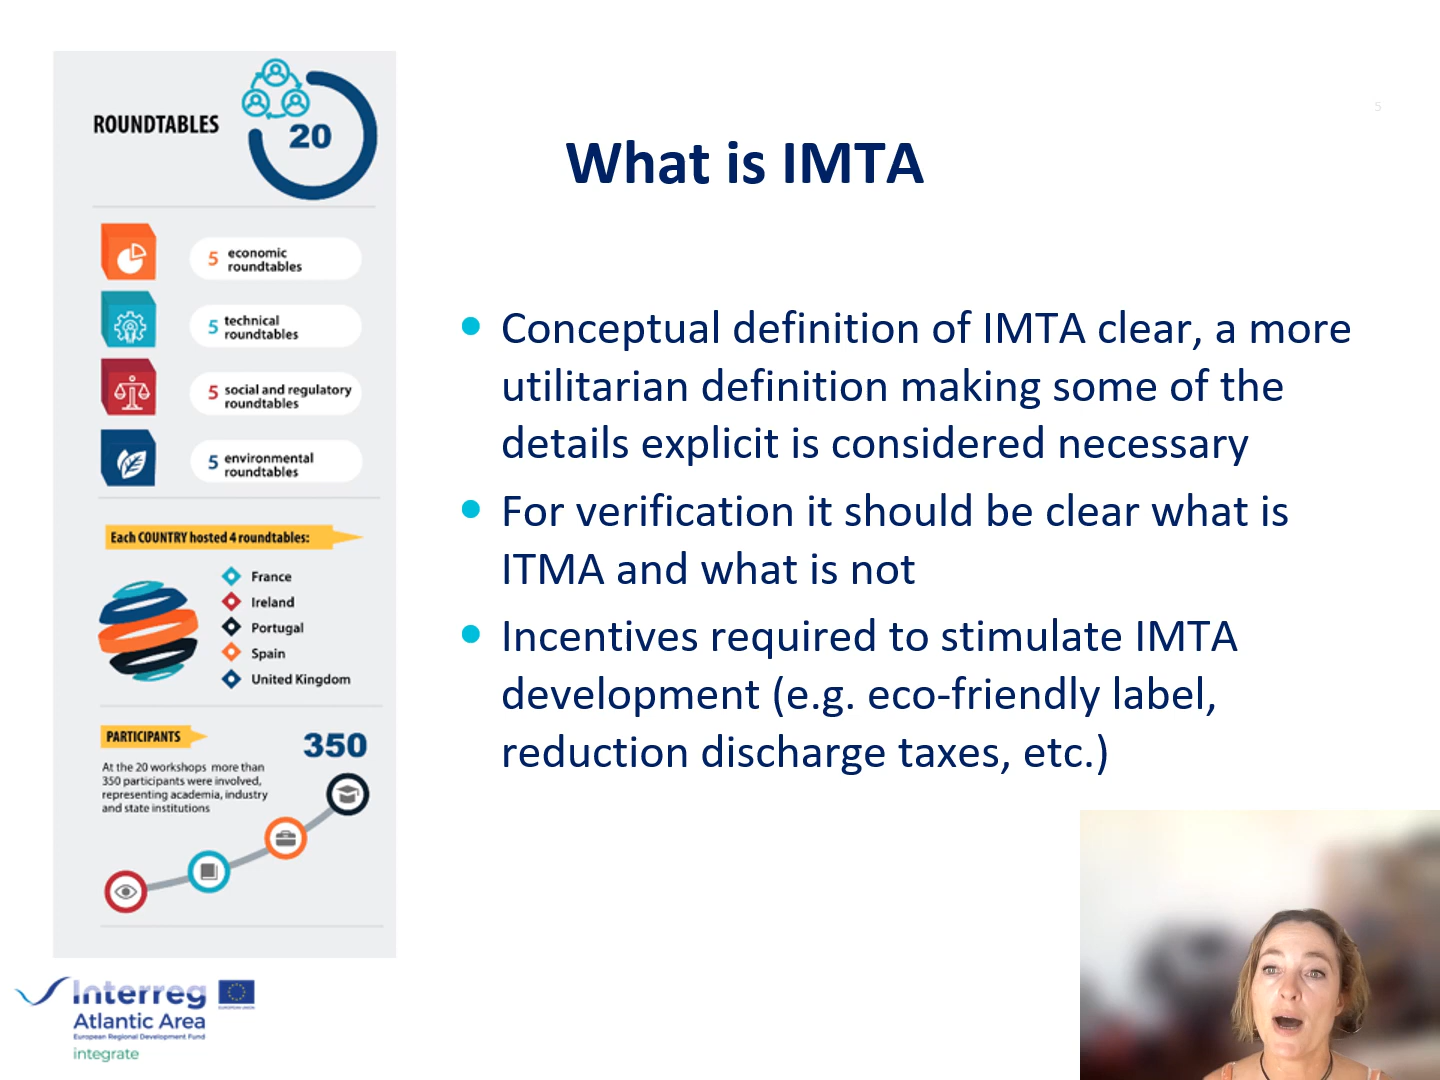 ROUNDTABLES
20
5 economic
roundtables
5 technical
roundtables
5 social and regulatory
roundtables
5 environmental
roundtables
Each COUNTRY hosted 4 roundtables:
France
Ireland
Portugal
Spain
United Kingdom
PARTICIPANTS
350
At the 20 workshops more than
350 participants were involved,
representing academia, industry
and state institutions
Interreg
EUROPEAN UNION
Atlantic Area
European Regional Development Fund
integrate
5
What is IMTA
• Conceptual definition of IMTA clear, a more
utilitarian definition making some of the
details explicit is considered necessary
• For verification it should be clear what is
ITMA and what is not
• Incentives required to stimulate IMTA
development (e.g. eco-friendly label,
reduction discharge taxes, etc.)